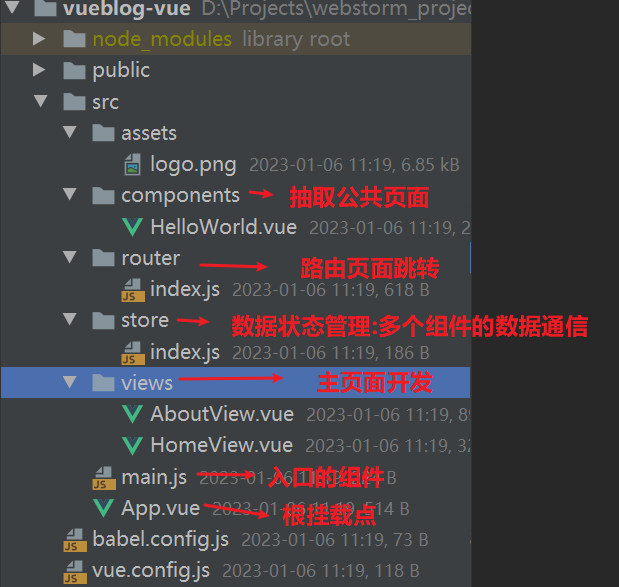 vueblog-vue D:\Projects\webstorm_projec
node_modules library root
public
src
assets
logo.png 2023-01-06 11:19, 6.85 kB
components 抽取公共页面
HelloWorld.vue 2023-01-06 11:19, 2
router 路由页面跳转
index.js 2023-01-06 11:19, 618 B
store 数据状态管理:多个组件的数据通信
index.js 2023-01-06 11:19, 186 B
views 主页面开发
AboutView.vue 2023-01-06 11:19, 89
HomeView.vue 2023-01-06 11:19, 32
main.js 2023-01-06 11:19, B 入口的组件
App.vue 2023-01-06 11:19, 514 B 根挂载点
babel.config.js 2023-01-06 11:19, 73 B
vue.config.js 2023-01-06 11:19, 118 B